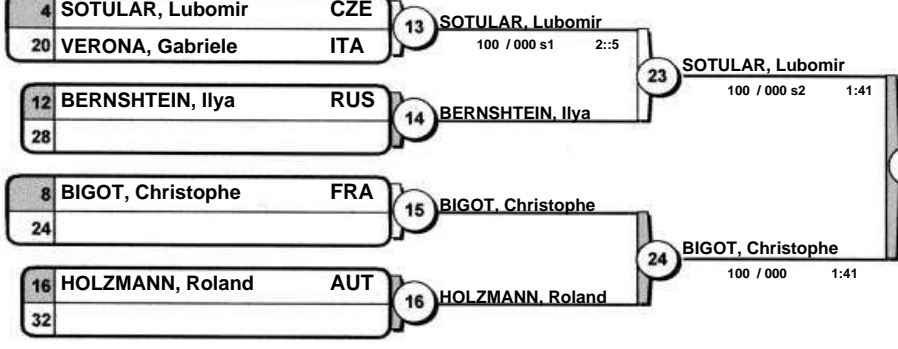 4 SOTULAR, Lubomir CZE
20 VERONA, Gabriele ITA
13
SOTULAR, Lubomir
100 / 000 s1 2::5
12 BERNSHTEIN, Ilya RUS
28
14
BERNSHTEIN, Ilya
23
SOTULAR, Lubomir
100 / 000 s2 1:41
8 BIGOT, Christophe FRA
24
15
BIGOT, Christophe
16 HOLZMANN, Roland AUT
32
16
HOLZMANN, Roland
24
BIGOT, Christophe
100 / 000 1:41